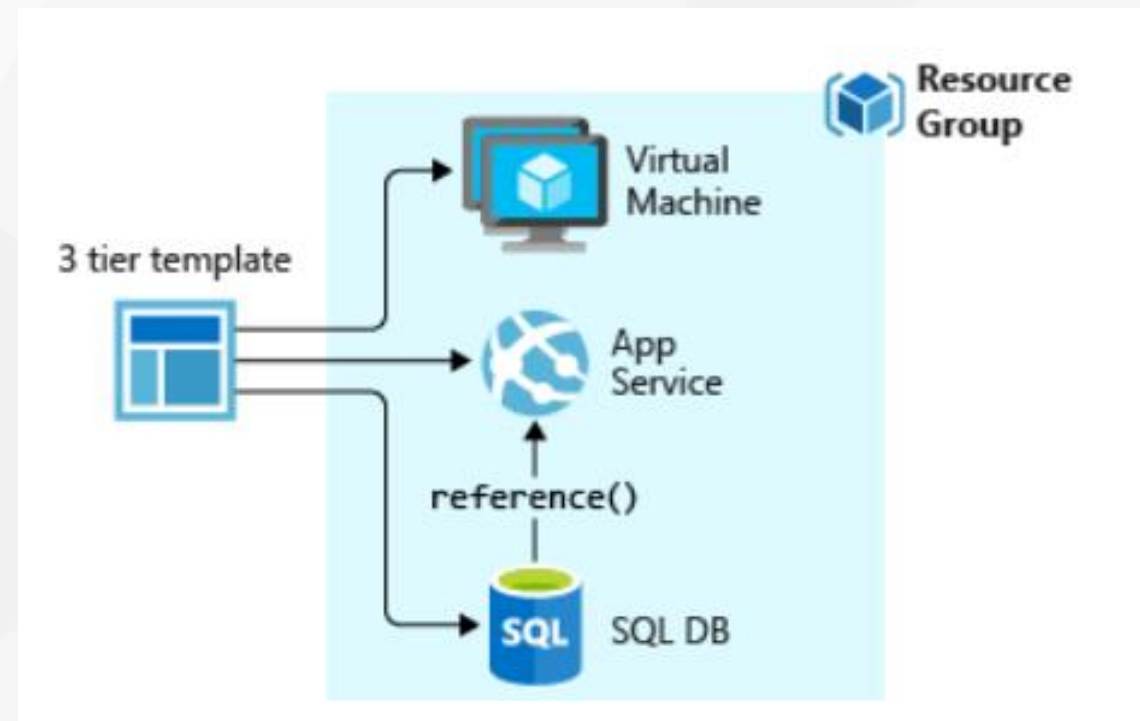 Resource
Group
Virtual
Machine
3 tier template
App
Service
reference()
SQL
SQL DB